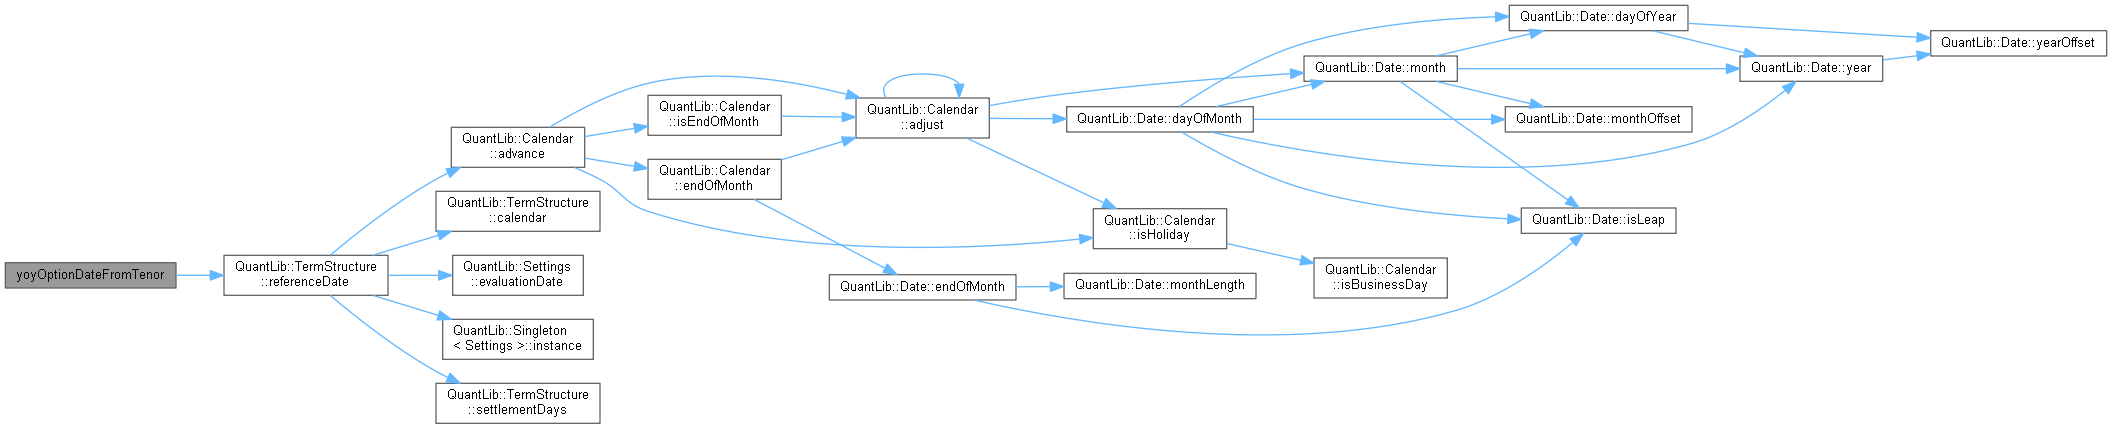 yoyOptionDateFromTenor
QuantLib::TermStructure
::referenceDate
QuantLib::Calendar
::advance
QuantLib::TermStructure
::calendar
QuantLib::Settings
::evaluationDate
QuantLib::Singleton
< Settings >::instance
QuantLib::TermStructure
::settlementDays
QuantLib::Calendar
::isEndOfMonth
QuantLib::Calendar
::endOfMonth
QuantLib::Calendar
::adjust
QuantLib::Date::endOfMonth
QuantLib::Date::dayOfMonth
QuantLib::Calendar
::isHoliday
QuantLib::Date::monthLength
QuantLib::Date::month
QuantLib::Calendar
::isBusinessDay
QuantLib::Date::dayOfYear
QuantLib::Date::monthOffset
QuantLib::Date::isLeap
QuantLib::Date::year
QuantLib::Date::yearOffset